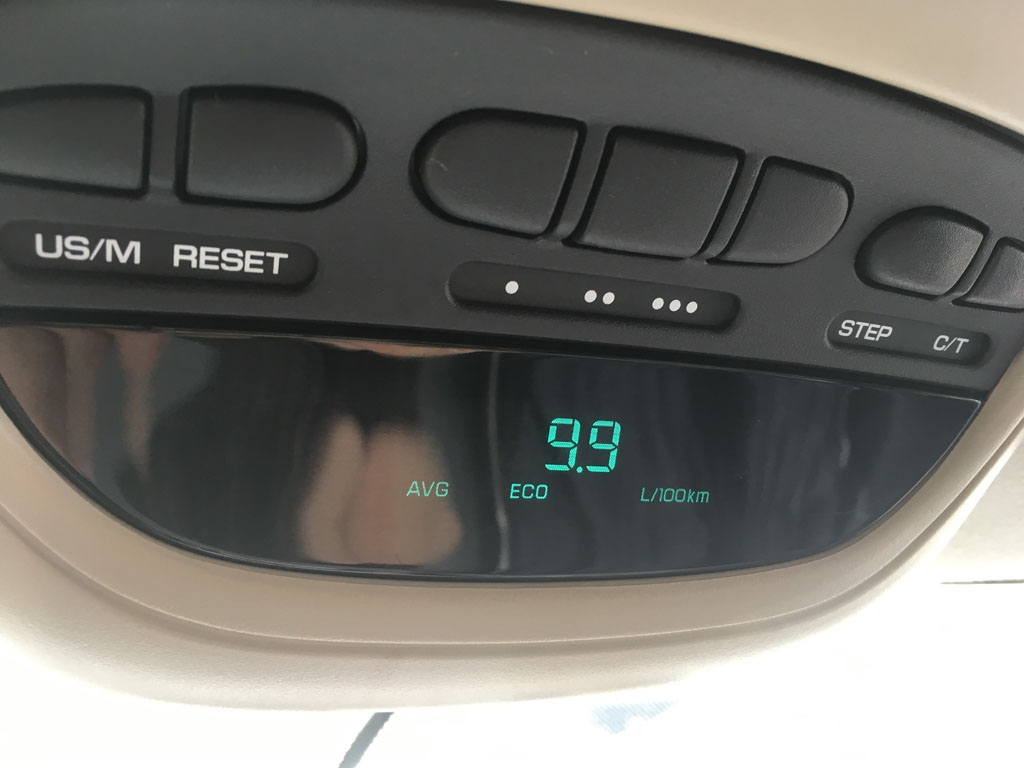 US/M RESET
STEP C/T
9.9
AVG ECO L/100km